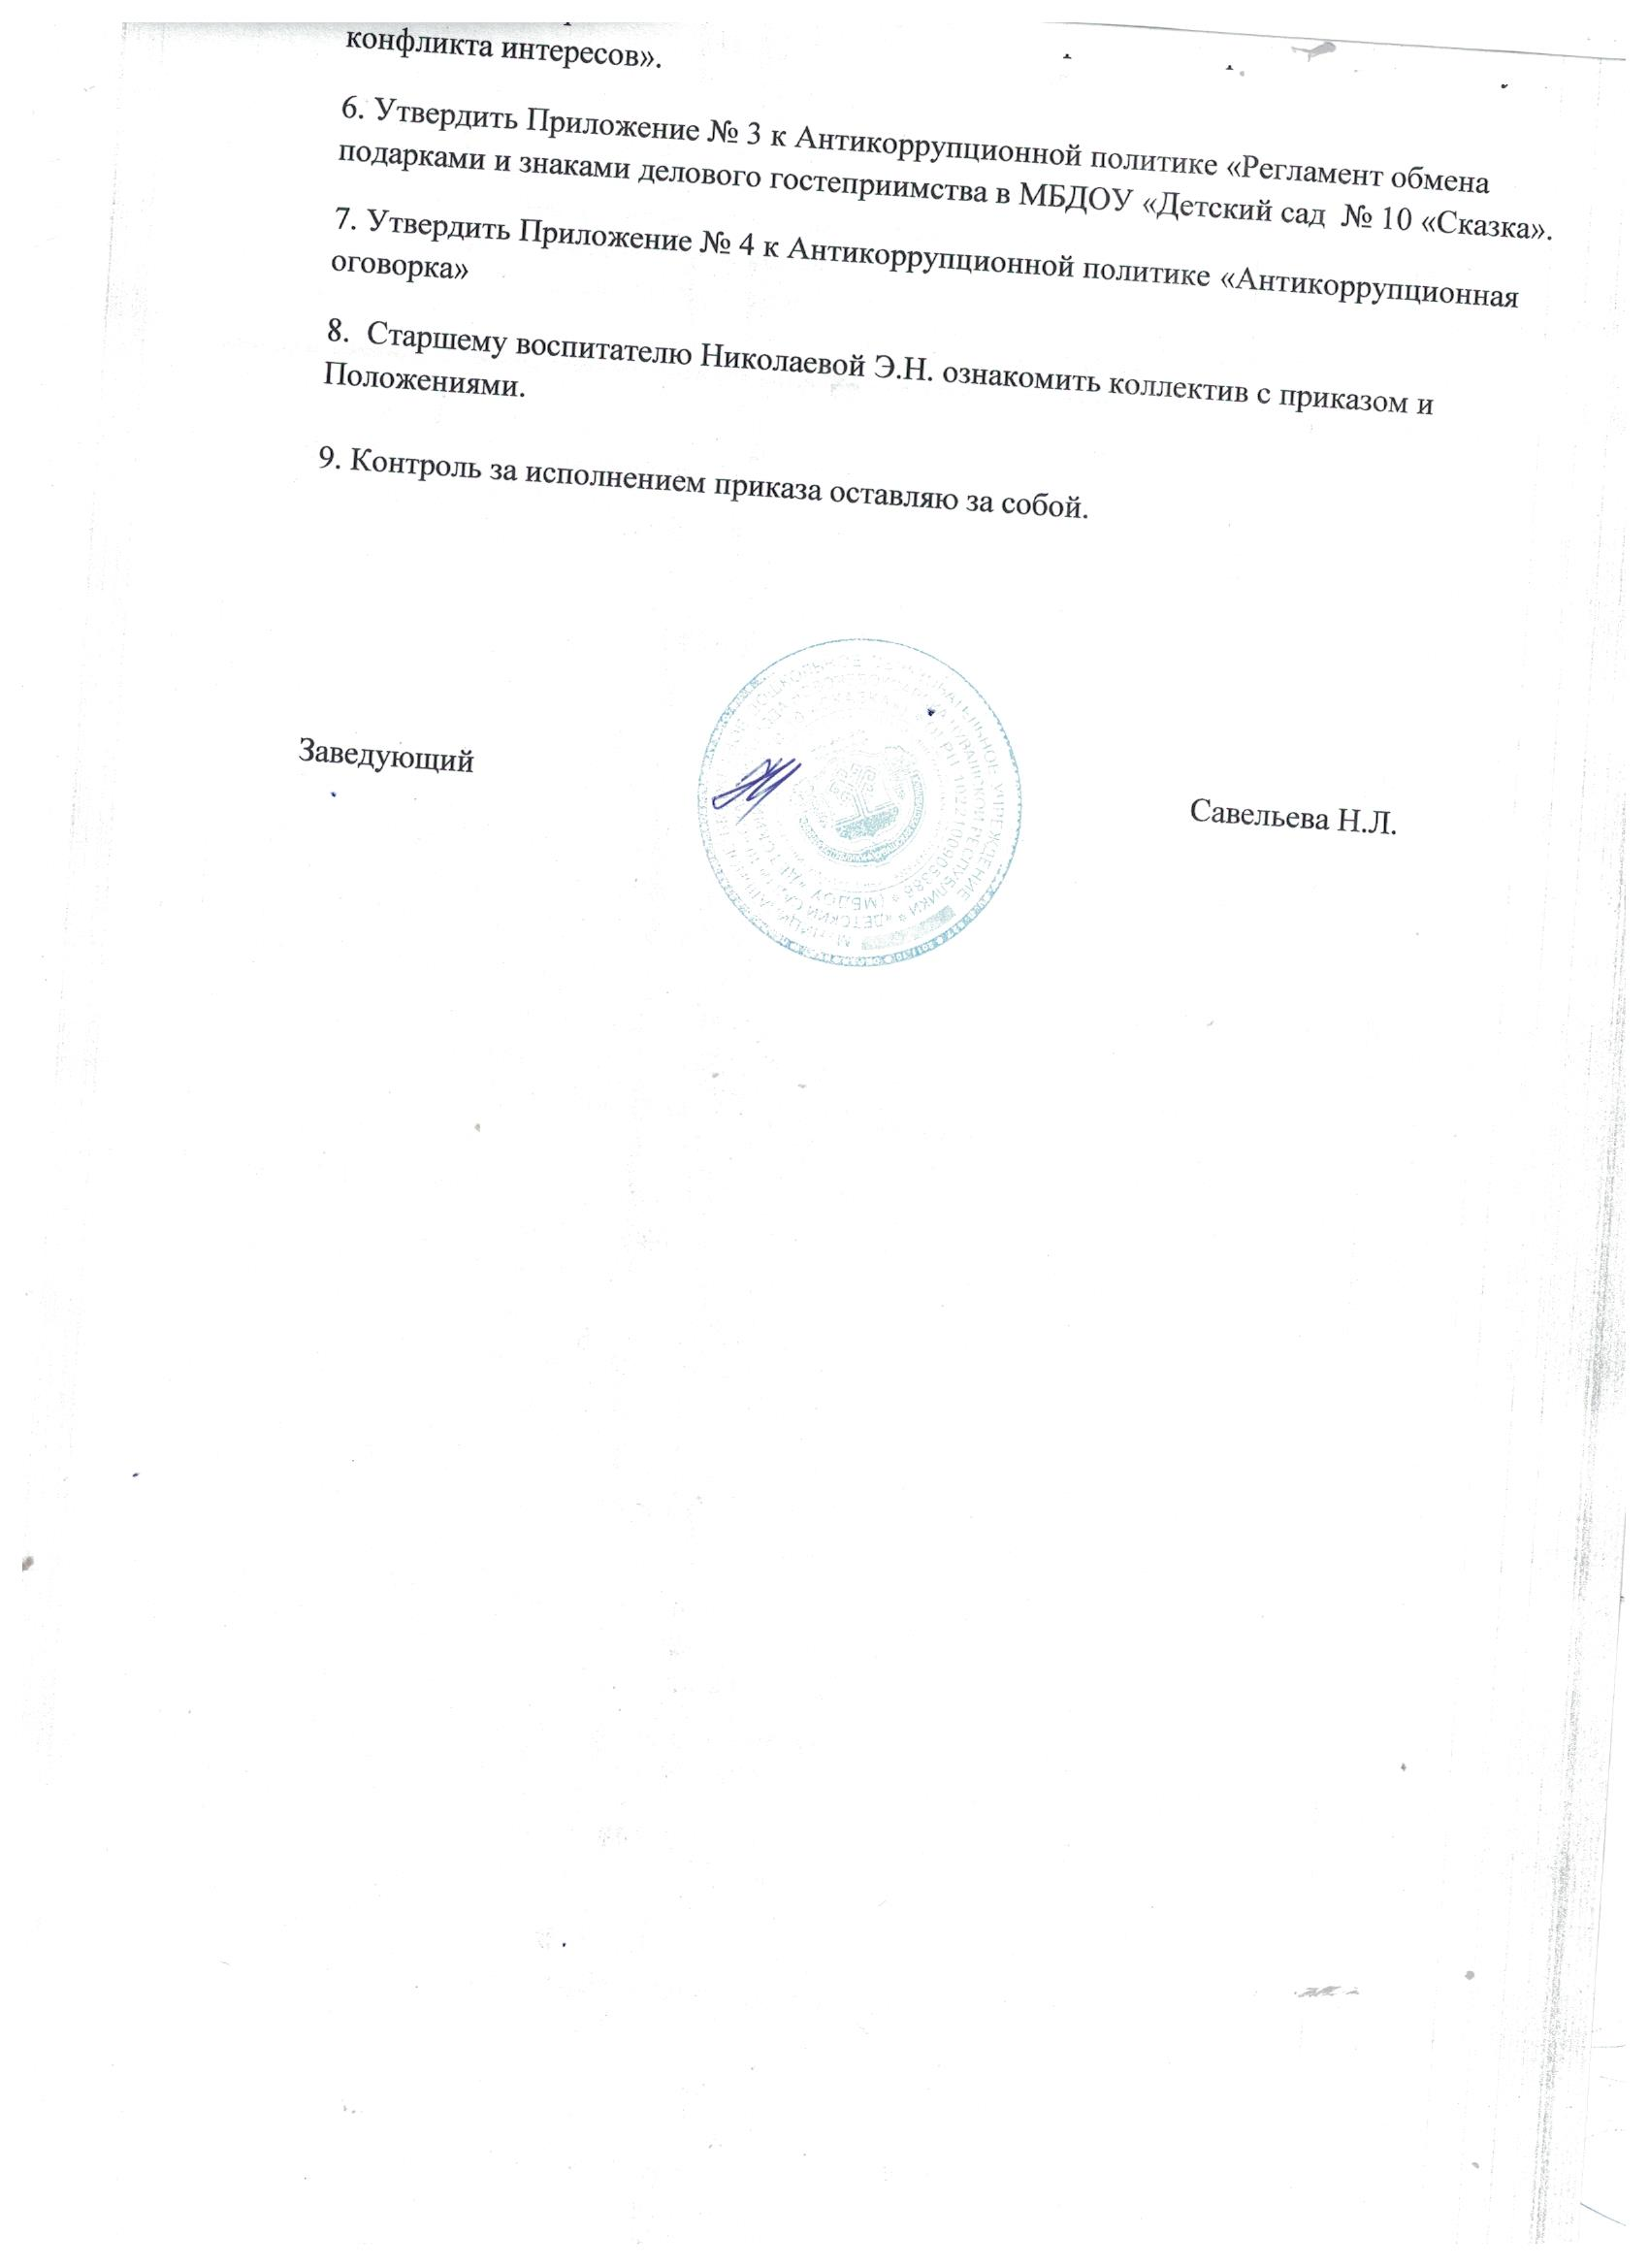 конфликта интересов».
6. Утвердить Приложение № 3 к Антикоррупционной политике «Регламент обмена
подарками и знаками делового гостеприимства в МБДОУ «Детский сад № 10 «Сказка».
7. Утвердить Приложение № 4 к Антикоррупционной политике «Антикоррупционная
оговорка»
8. Старшему воспитателю Николаевой Э.Н. ознакомить коллектив с приказом и
Положениями.
9. Контроль за исполнением приказа оставляю за собой.
Заведующий
Савельева Н.Л.